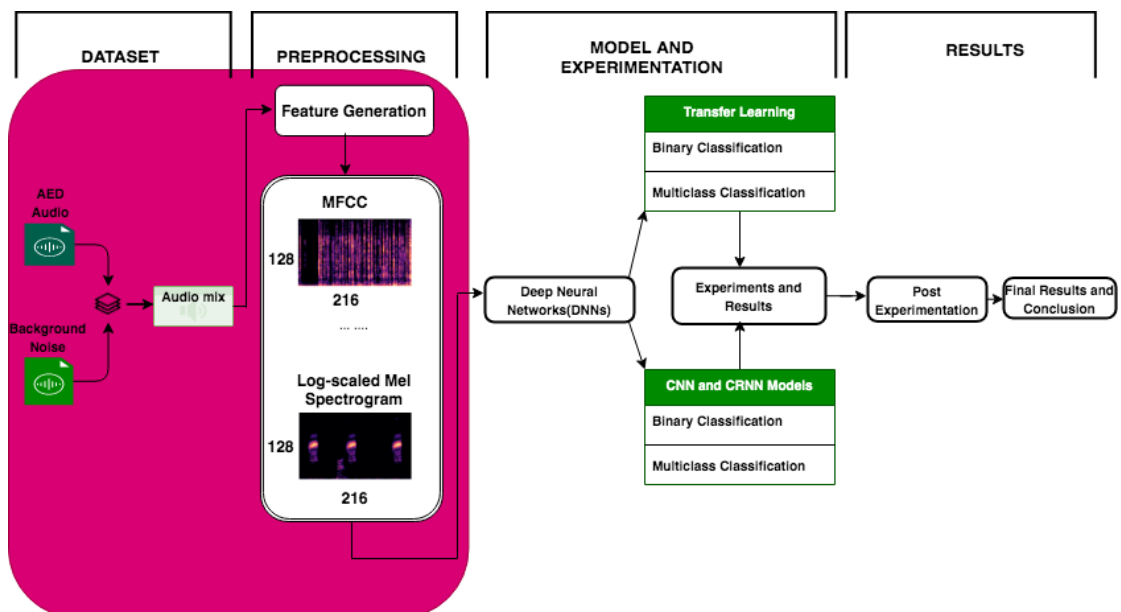 DATASET
PREPROCESSING
MODEL AND
EXPERIMENTATION
RESULTS
AED
Audio
Background
Noise
Audio mix
Feature Generation
MFCC
128
216
... ....
Log-scaled Mel
Spectrogram
128
216
Deep Neural
Networks(DNNs)
Transfer Learning
Binary Classification
Multiclass Classification
Experiments and
Results
CNN and CRNN Models
Binary Classification
Multiclass Classification
Post
Experimentation
Final Results and
Conclusion